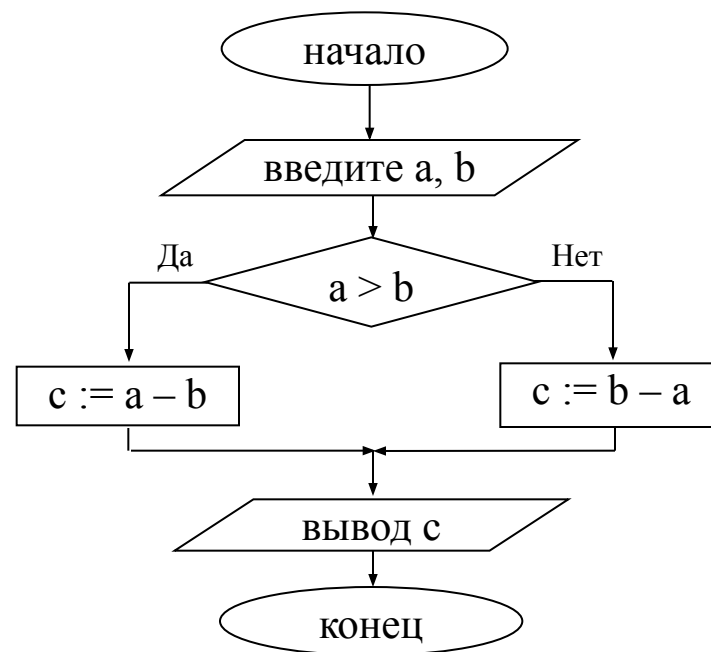 начало
введите a, b
Да
Нет
a > b
c := a – b
c := b – a
вывод c
конец